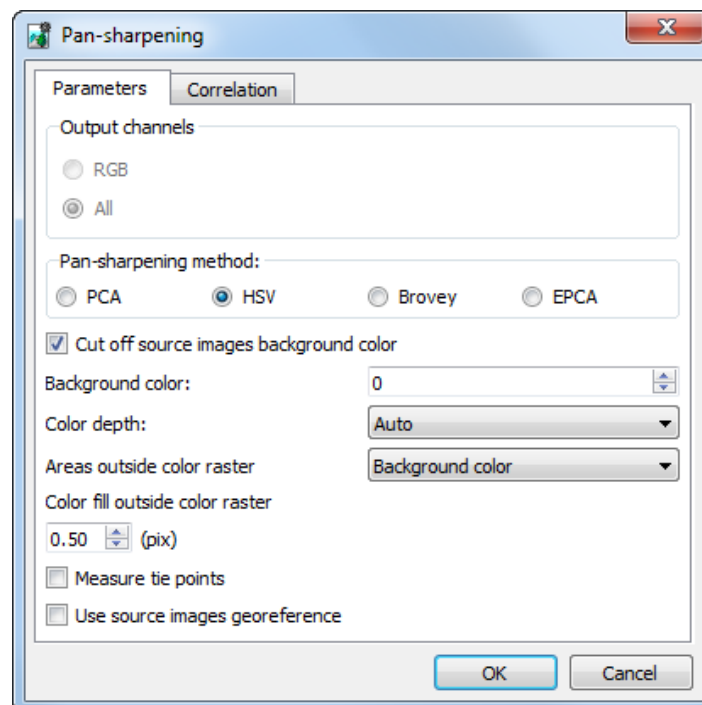 Pan-sharpening
Parameters Correlation
Output channels
RGB
All
Pan-sharpening method:
PCA HSV Brovey EPCA
Cut off source images background color
Background color: 0
Color depth: Auto
Areas outside color raster Background color
Color fill outside color raster
0.50 (pix)
Measure tie points
Use source images georeference
OK Cancel